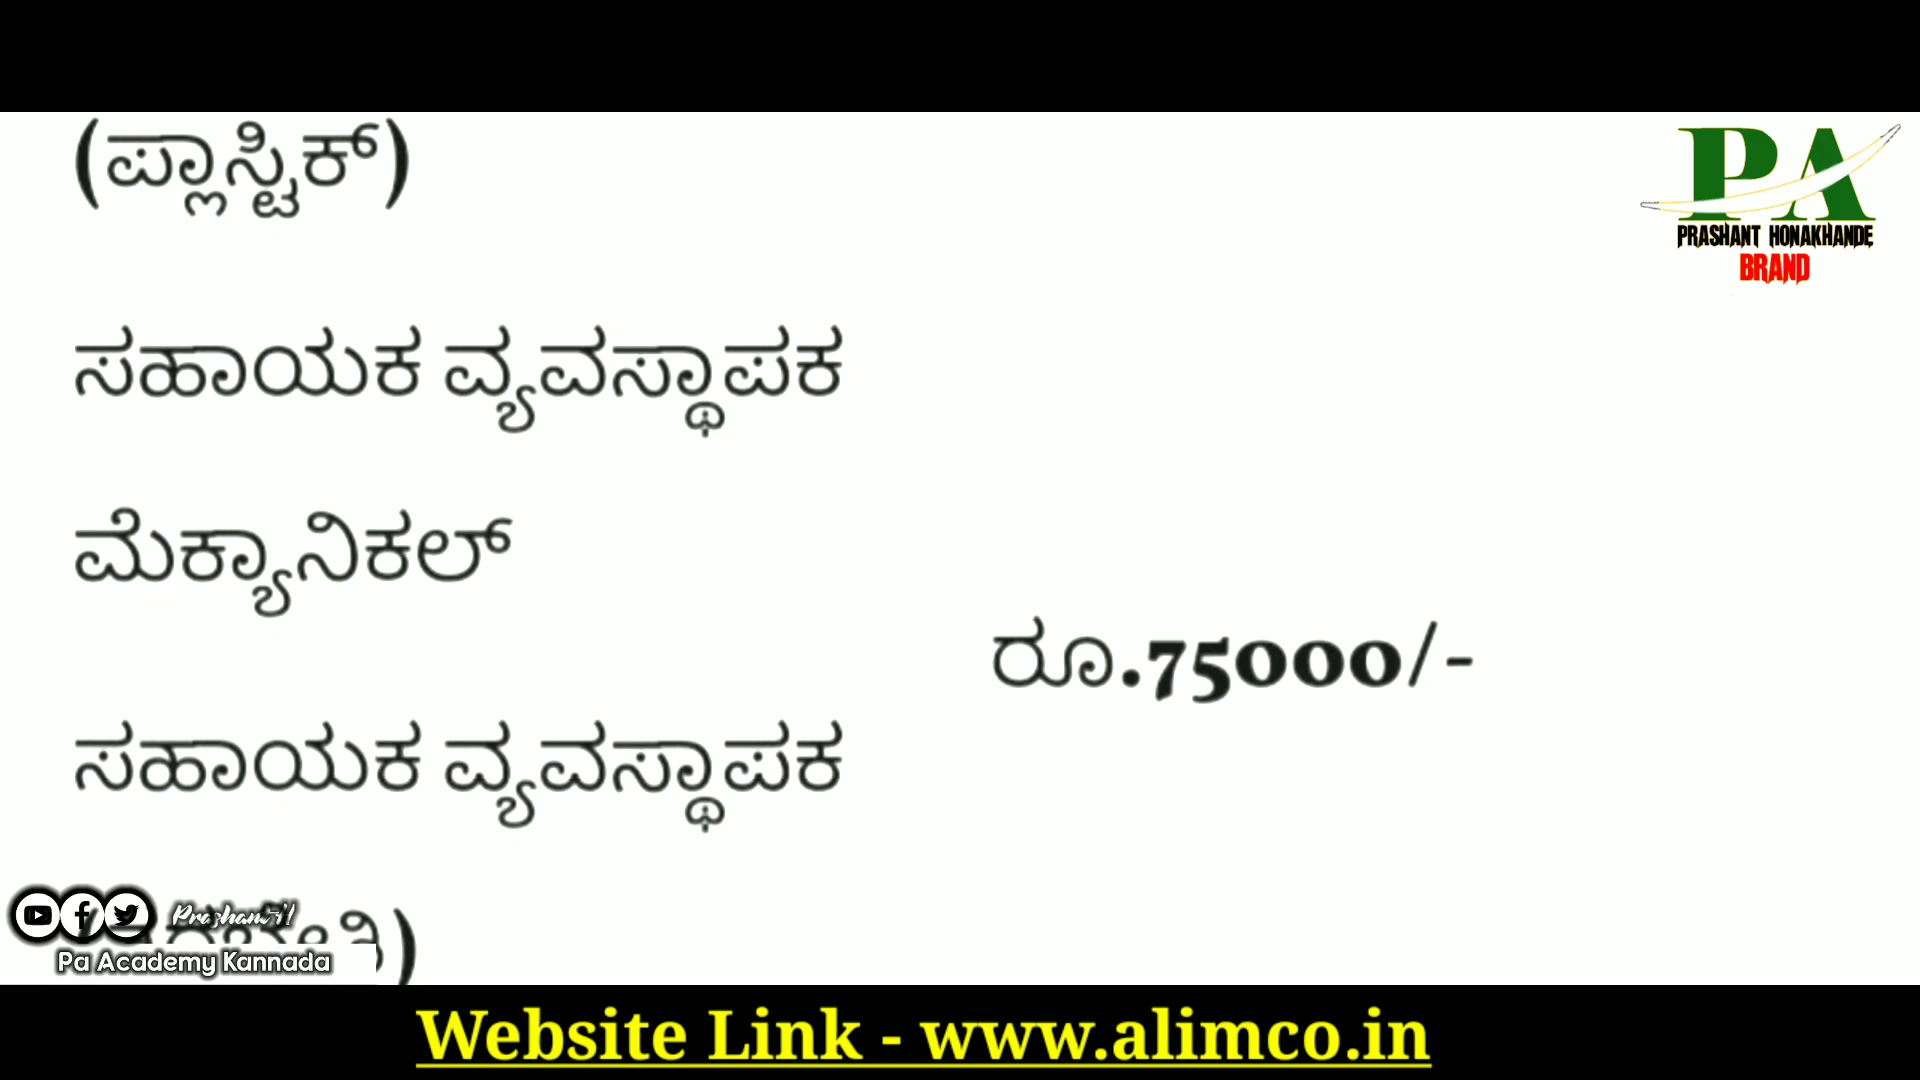 (ಪ್ಲಾಸ್ಟಿಕ್)
PA
PRASHANT HONAKHANDE
BRAND
ಸಹಾಯಕ ವ್ಯವಸ್ಥಾಪಕ
ಮೆಕ್ಯಾನಿಕಲ್
ರೂ.75000/-
ಸಹಾಯಕ ವ್ಯವಸ್ಥಾಪಕ
Pa Academy Kannada
Website Link - www.alimco.in